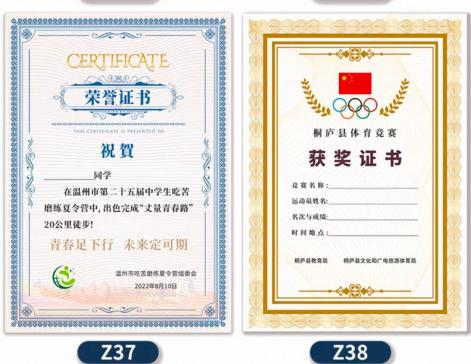 CERTIFICATE
荣誉证书
THIS CERTIFICATE IS PRESENTED TO
祝賀
同学
在温州市第二十五届中学生吃苦
磨练夏令营中,出色完成“丈量青春路”
20公里徒步!
青春足下行 未来定可期
温州市吃苦磨练夏令营组委会
2022年8月10日
Z37
桐庐县体育竞赛
获奖证书
竞赛名称:
运动员姓名:
名次与成绩:
时间地点:
桐庐县教育局 桐庐县文化和广电旅游体育局
Z38